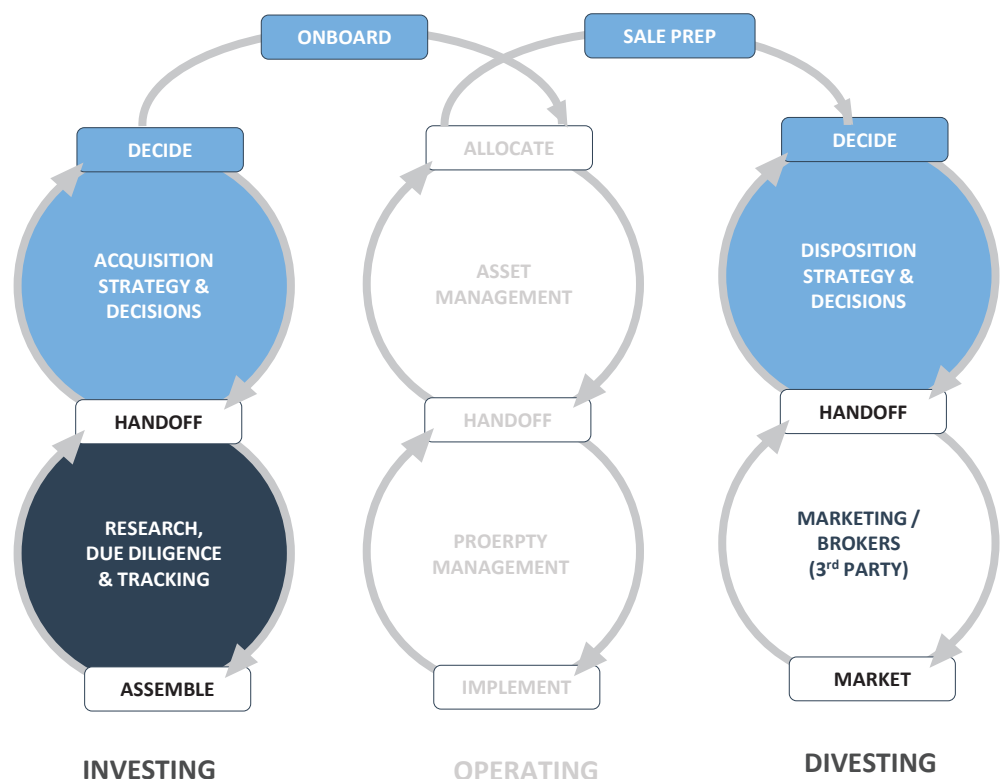 ONBOARD
SALE PREP
DECIDE
ALLOCATE
DECIDE
ACQUISITION
STRATEGY &
DECISIONS
ASSET
MANAGEMENT
DISPOSITION
STRATEGY &
DECISIONS
HANDOFF
HANDOFF
HANDOFF
RESEARCH,
DUE DILIGENCE
& TRACKING
PROERPTY
MANAGEMENT
MARKETING /
BROKERS
(3rd PARTY)
ASSEMBLE
IMPLEMENT
MARKET
INVESTING
OPERATING
DIVESTING